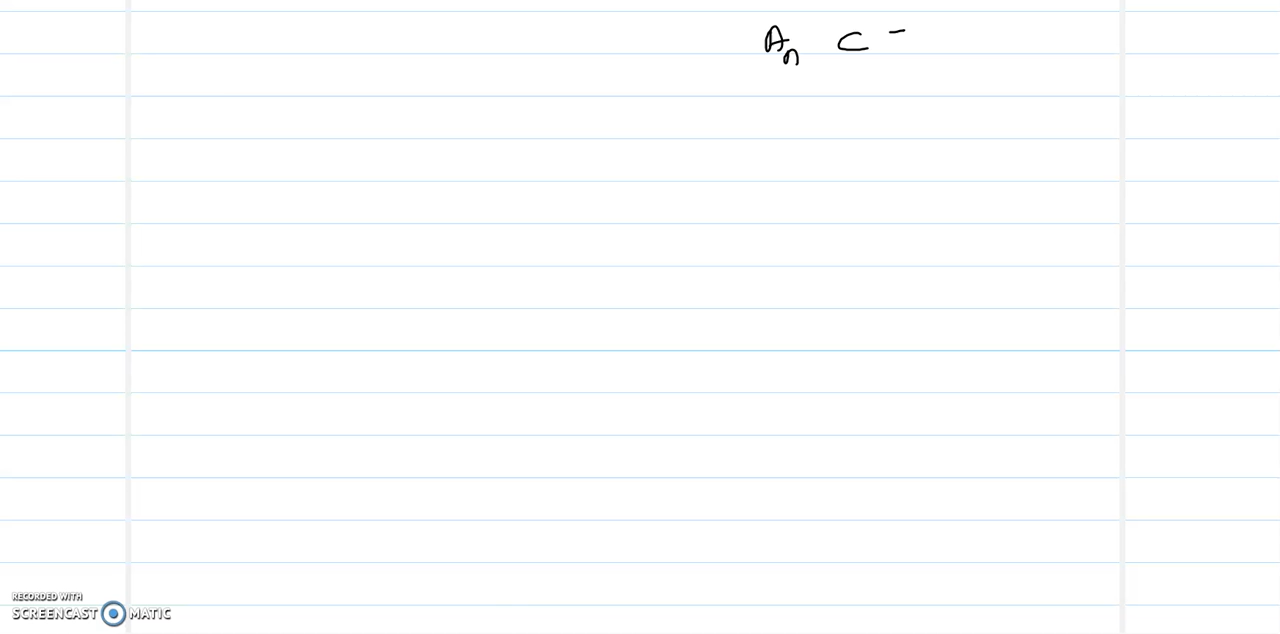 Aₙ ⊂ -
RECORDED WITH
SCREENCAST MATIC